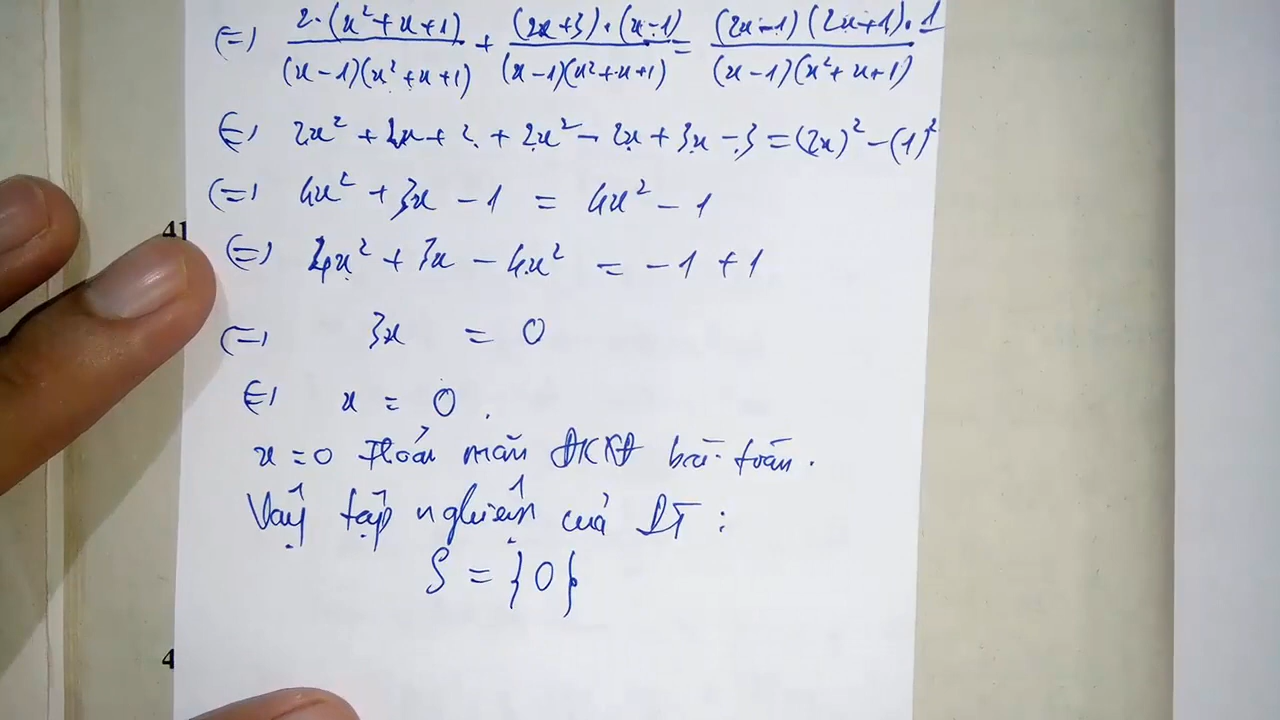 (=) 2.(x²+x+1)/(x-1)(x²+x+1) + (2x+3).(x-1)/(x-1)(x²+x+1) = (2x-1)(2x+1).1/(x-1)(x²+x+1)
(=) 2x² + 2x + 2 + 2x² - 2x + 3x - 3 = (2x)² - (1)²
(=) 4x² + 3x - 1 = 4x² - 1
41
(=) 4x² + 3x - 4x² = -1 + 1
(=) 3x = 0
(=) x = 0.
x = 0 thoả mãn ĐKXĐ bài toán.
Vậy tập nghiệm của PT :
S = {0}
4